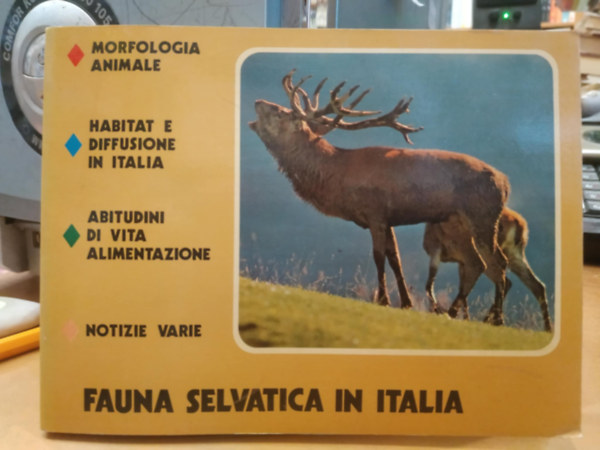 MORFOLOGIA
ANIMALE
HABITAT E
DIFFUSIONE
IN ITALIA
ABITUDINI
DI VITA
ALIMENTAZIONE
NOTIZIE VARIE
FAUNA SELVATICA IN ITALIA